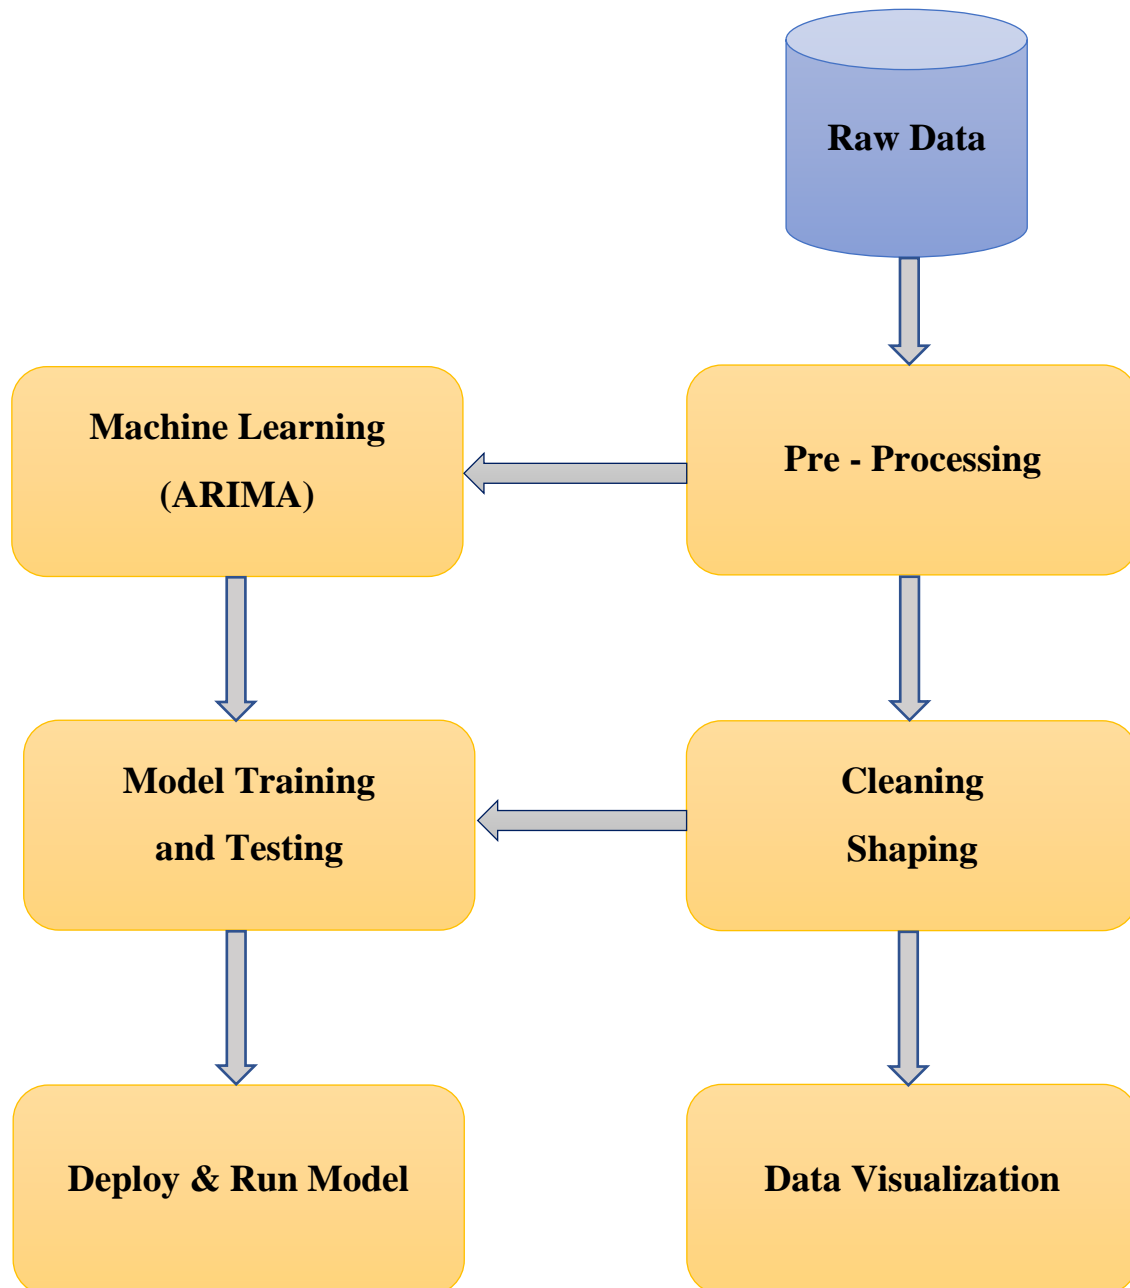 Raw Data
Machine Learning
(ARIMA)
Pre - Processing
Model Training
and Testing
Cleaning
Shaping
Deploy & Run Model
Data Visualization